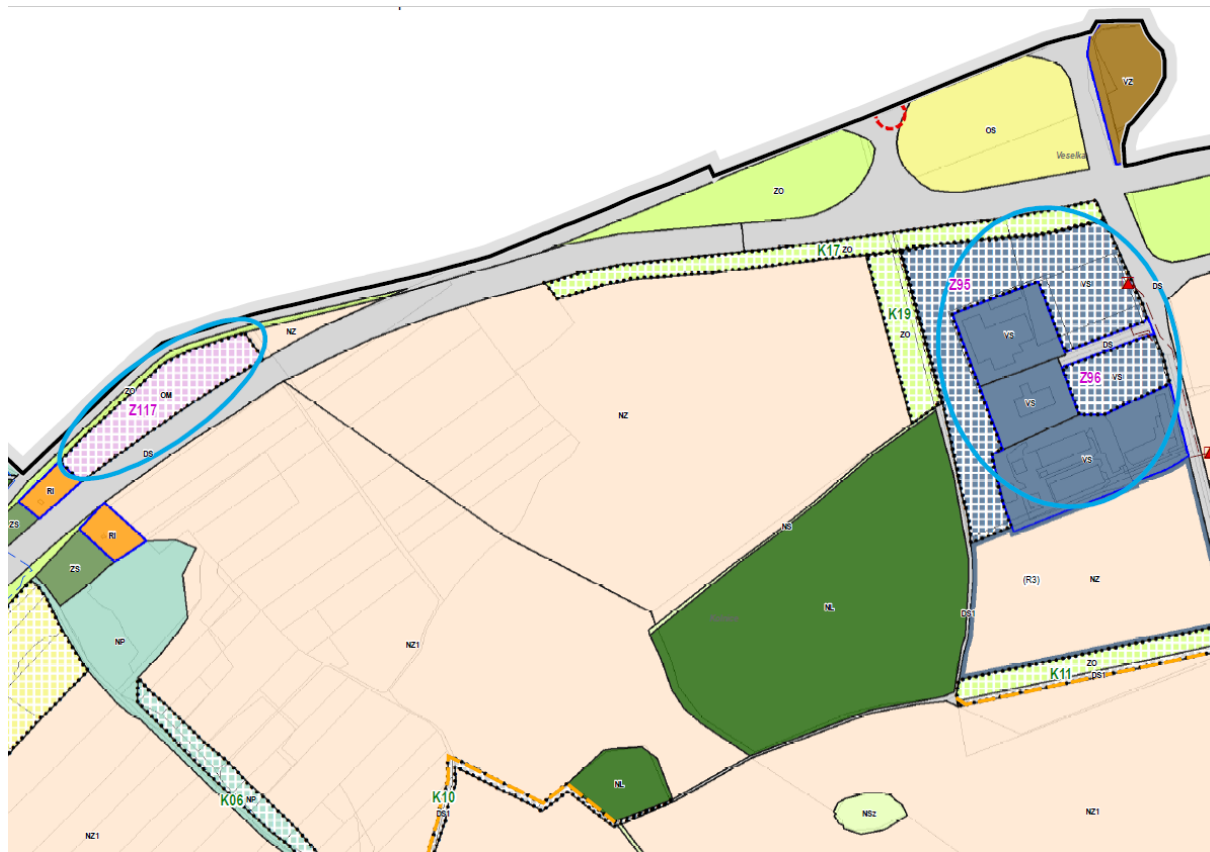 VZ
OS
Veselka
ZO
K17
ZO
NZ
Z95
VS
DS
K19
ZO
VS
DS
Z96
VS
ZO
OM
Z117
NZ
VS
DS
VS
RI
ZS
NS
RI
ZS
(R3)
NZ
NL
DS1
NP
NZ1
ZO
K11
DS1
NL
K06
NP
K10
DS1
NSz
NZ1
NZ1